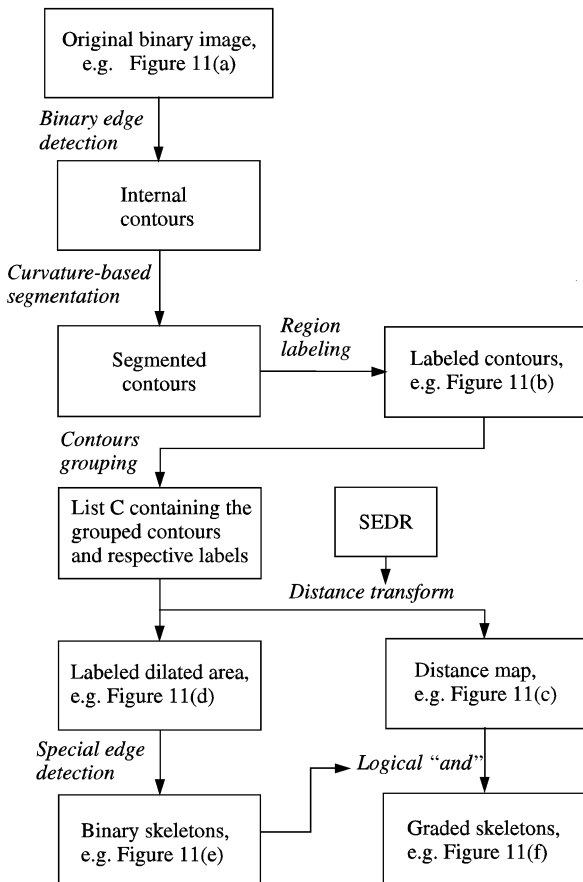 Original binary image,
e.g. Figure 11(a)
Binary edge
detection
Internal
contours
Curvature-based
segmentation
Segmented
contours
Region
labeling
Labeled contours,
e.g. Figure 11(b)
Contours
grouping
List C containing the
grouped contours
and respective labels
SEDR
Distance transform
Labeled dilated area,
e.g. Figure 11(d)
Distance map,
e.g. Figure 11(c)
Special edge
detection
Logical “and”
Binary skeletons,
e.g. Figure 11(e)
Graded skeletons,
e.g. Figure 11(f)